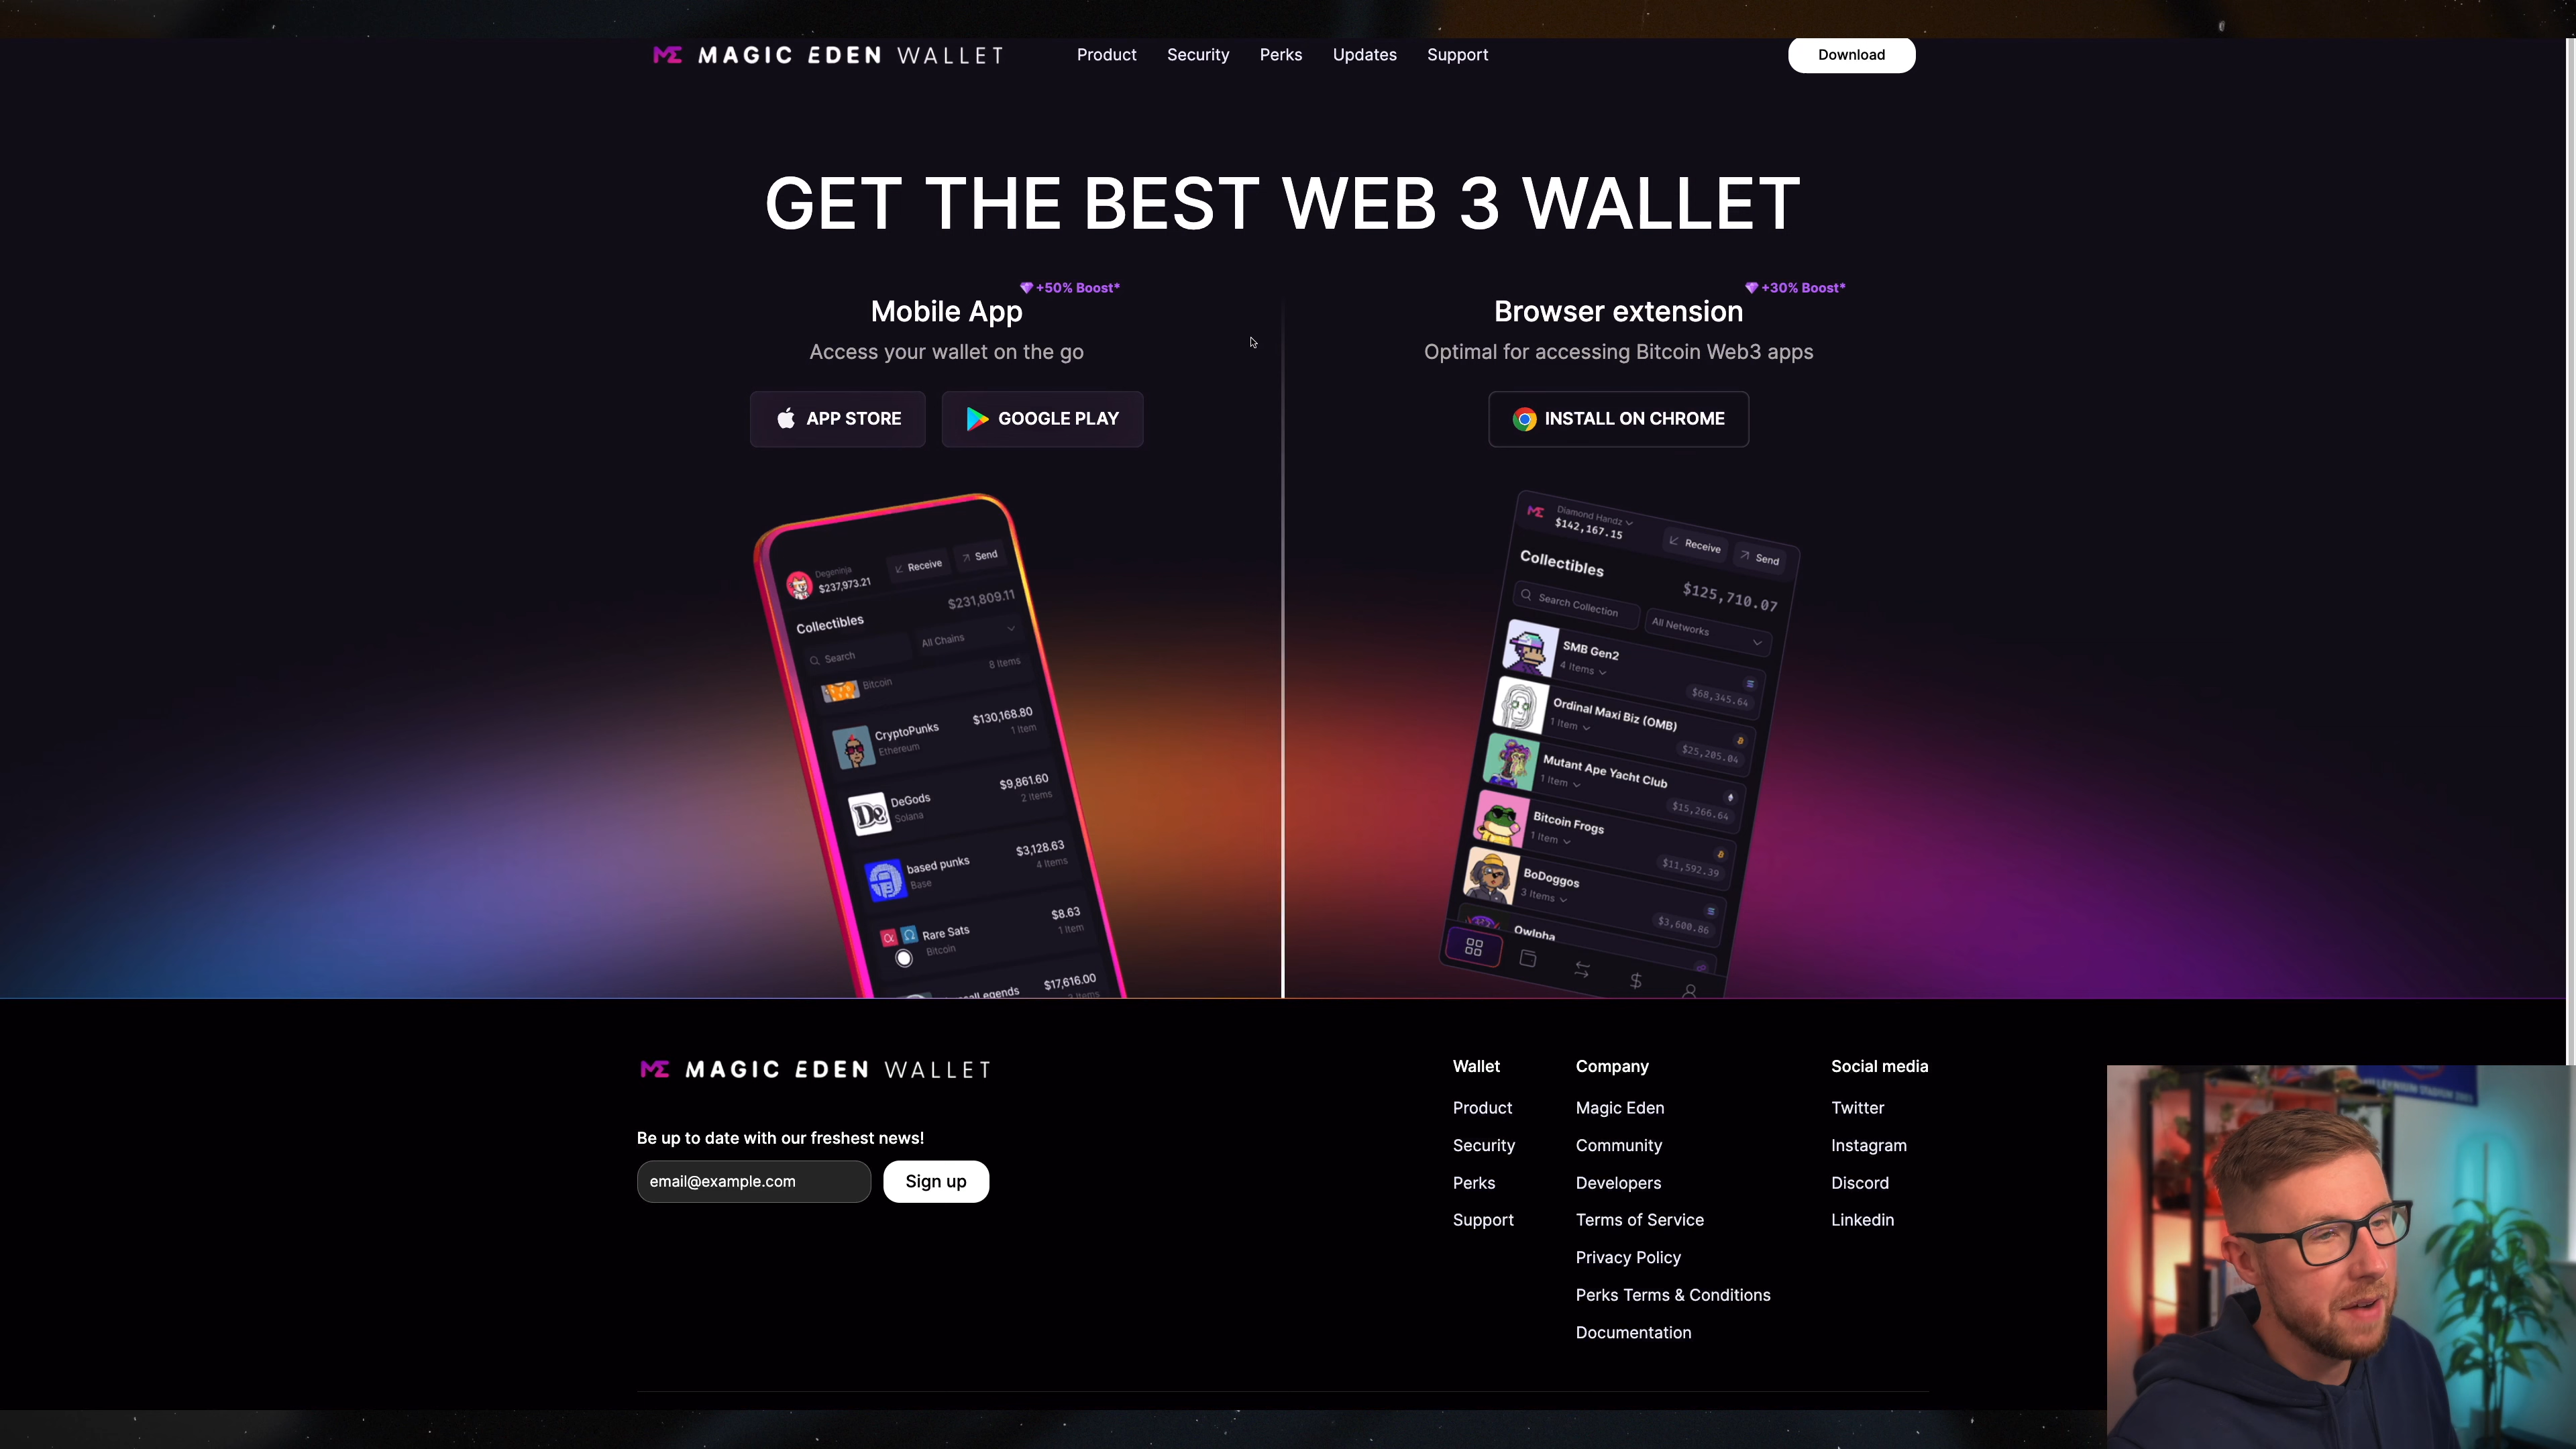 MAGIC EDEN WALLET
Product
Security
Perks
Updates
Support
Download
GET THE BEST WEB 3 WALLET
+50% Boost*
Mobile App
Access your wallet on the go
APP STORE
GOOGLE PLAY
+30% Boost*
Browser extension
Optimal for accessing Bitcoin Web3 apps
INSTALL ON CHROME
Degeninja
$237,973.21
Receive
Send
Collectibles
$231,809.11
Search
All Chains
Bitcoin
8 Items
CryptoPunks
$130,168.80
Ethereum
1 Item
DeGods
$9,861.60
Solana
2 Items
based punks
$3,128.63
Base
4 Items
Rare Sats
$8.63
Bitcoin
1 Item
$17,616.00
Diamond Handz
$142,167.15
Receive
Send
Collectibles
$125,710.07
Search Collection
All Networks
SMB Gen2
4 Items
$68,345.64
Ordinal Maxi Biz (OMB)
1 Item
$25,205.04
Mutant Ape Yacht Club
1 Item
$15,266.64
Bitcoin Frogs
1 Item
$11,592.39
BoDoggos
3 Items
$3,600.86
Owlpha
MAGIC EDEN WALLET
Be up to date with our freshest news!
email@example.com
Sign up
Wallet
Product
Security
Perks
Support
Company
Magic Eden
Community
Developers
Terms of Service
Privacy Policy
Perks Terms & Conditions
Documentation
Social media
Twitter
Instagram
Discord
Linkedin